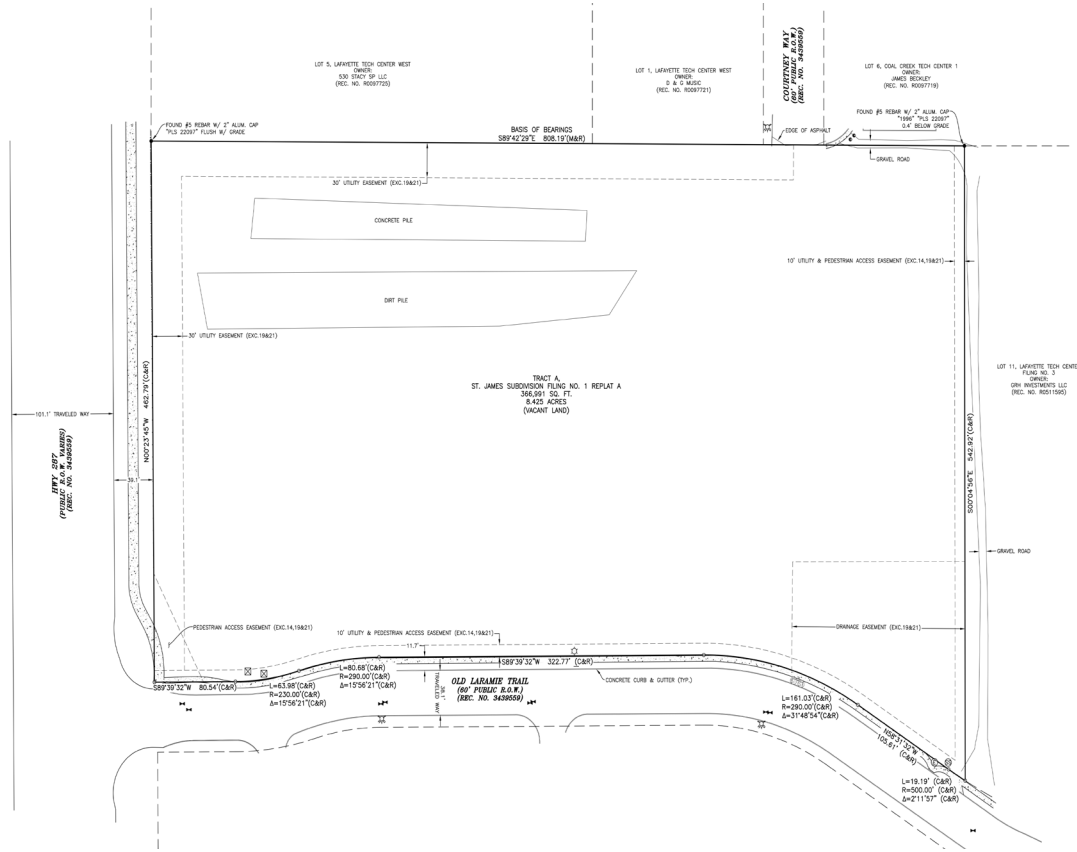 LOT 5, LAFAYETTE TECH CENTER WEST
OWNER:
530 STACY SP LLC
(REC. NO. R0097725)
LOT 1, LAFAYETTE TECH CENTER WEST
OWNER:
D & G MUSIC
(REC. NO. R0097721)
COURTNEY WAY
(60' PUBLIC R.O.W.)
(REC. NO. 3439559)
LOT 6, COAL CREEK TECH CENTER 1
OWNER:
JAMES BECKLEY
(REC. NO. R0097719)
FOUND #5 REBAR W/ 2" ALUM. CAP
"PLS 22097" FLUSH W/ GRADE
BASIS OF BEARINGS
S89°42'29"E 808.19'(M&R)
EDGE OF ASPHALT
FOUND #5 REBAR W/ 2" ALUM. CAP
"1996" "PLS 22097"
0.4' BELOW GRADE
GRAVEL ROAD
30' UTILITY EASEMENT (EXC.19&21)
CONCRETE PILE
10' UTILITY & PEDESTRIAN ACCESS EASEMENT (EXC.14,19&21)
DIRT PILE
30' UTILITY EASEMENT (EXC.19&21)
TRACT A,
ST. JAMES SUBDIVISION FILING NO. 1 REPLAT A
366,991 SQ. FT.
8.425 ACRES
(VACANT LAND)
LOT 11, LAFAYETTE TECH CENTE
FILING NO. 3
OWNER:
GRH INVESTMENTS LLC
(REC. NO. R0511595)
101.1' TRAVELED WAY
N00°23'45"W 462.79'(C&R)
HWY 287
(PUBLIC R.O.W. VARIES)
(REC. NO. 3439559)
39.1'
S00°04'56"E 542.92'(C&R)
GRAVEL ROAD
PEDESTRIAN ACCESS EASEMENT (EXC.14,19&21)
10' UTILITY & PEDESTRIAN ACCESS EASEMENT (EXC.14,19&21)
DRAINAGE EASEMENT (EXC.19&21)
11.7'
S89°39'32"W 322.77' (C&R)
S89°39'32"W 80.54'(C&R)
L=63.98'(C&R)
R=230.00'(C&R)
Δ=15°56'21"(C&R)
L=80.68'(C&R)
R=290.00'(C&R)
Δ=15°56'21"(C&R)
38.1'
TRAVELED WAY
OLD LARAMIE TRAIL
(60' PUBLIC R.O.W.)
(REC. NO. 3439559)
CONCRETE CURB & GUTTER (TYP.)
L=161.03'(C&R)
R=290.00'(C&R)
Δ=31°48'54"(C&R)
N58°31'32"W
105.61' (C&R)
L=19.19' (C&R)
R=500.00' (C&R)
Δ=2°11'57" (C&R)